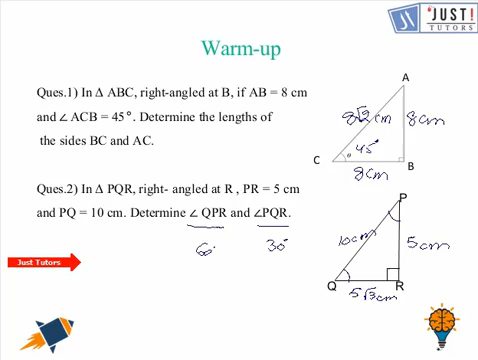 "JUST!
TUTORS
Warm-up
Ques.1) In Δ ABC, right-angled at B, if AB = 8 cm
and ∠ ACB = 45°. Determine the lengths of
the sides BC and AC.
A
8√2 cm
8cm
45°
C
B
8cm
Ques.2) In Δ PQR, right- angled at R , PR = 5 cm
and PQ = 10 cm. Determine ∠ QPR and ∠PQR.
60°
30°
P
10cm
5cm
Q
R
5√3cm
Just Tutors